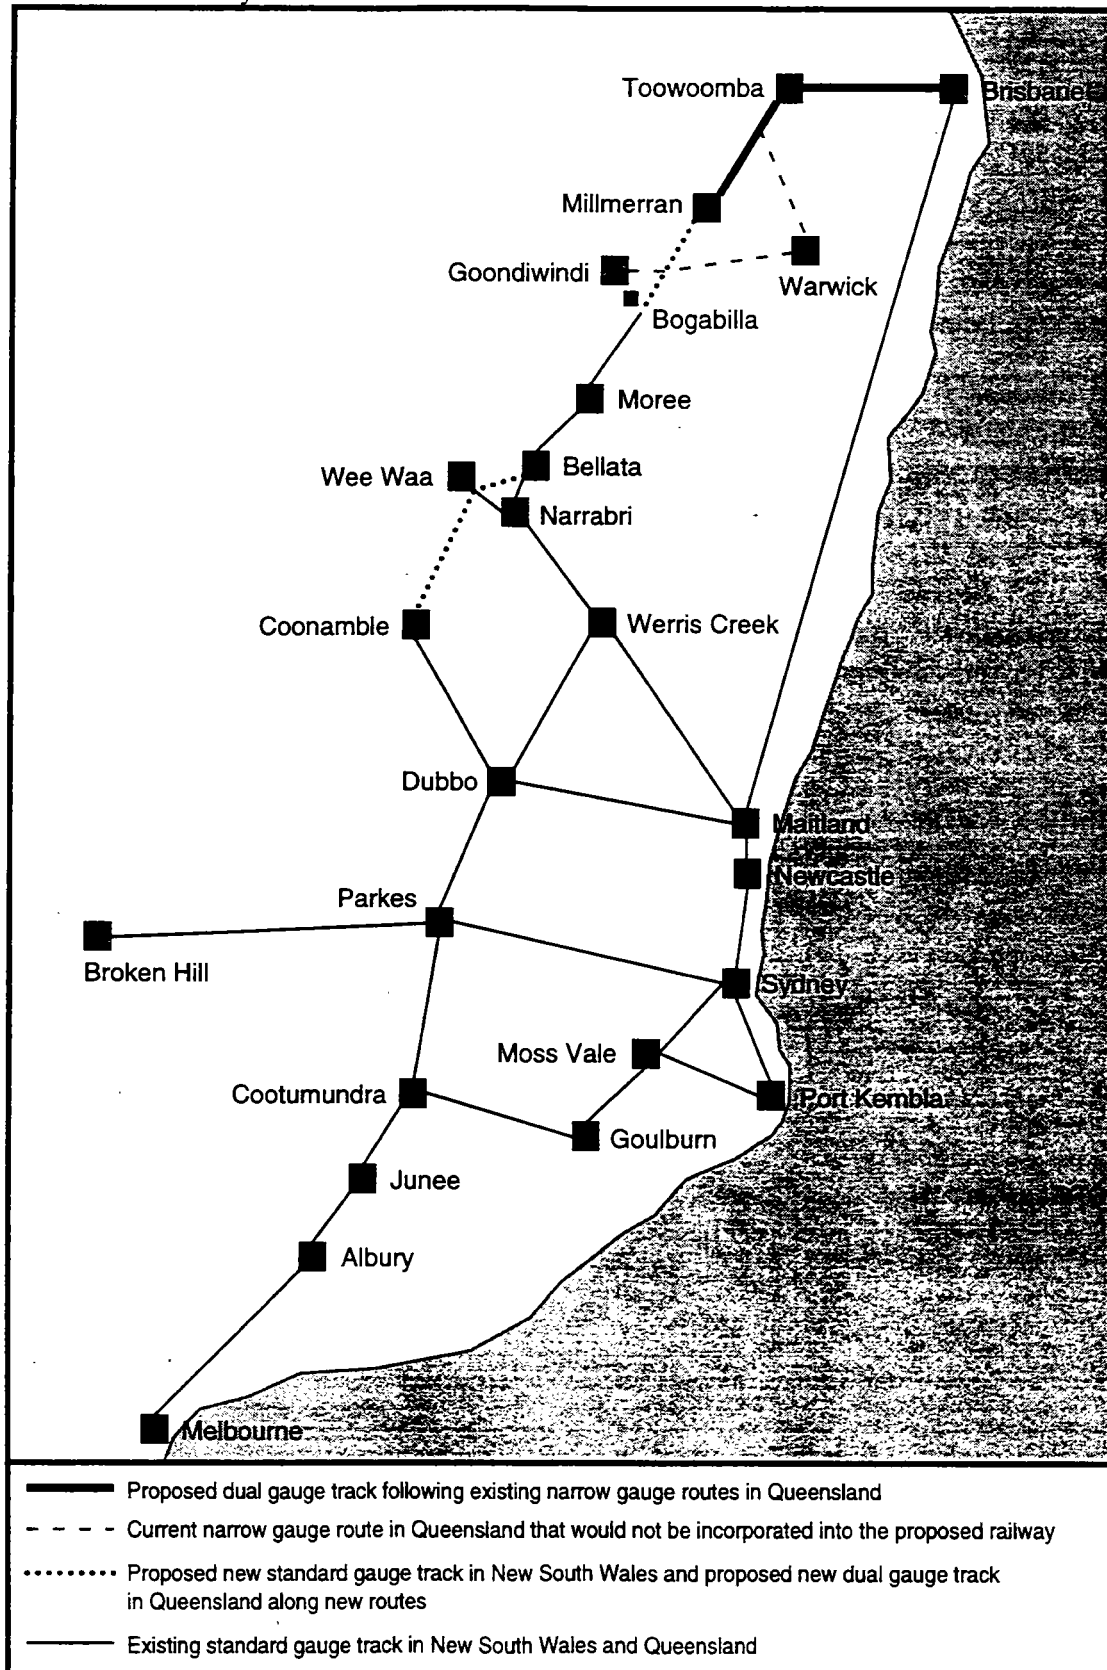 Toowoomba
Brisbane
Millmerran
Goondiwindi
Warwick
Bogabilla
Moree
Wee Waa
Bellata
Narrabri
Coonamble
Werris Creek
Dubbo
Maitland
Newcastle
Parkes
Broken Hill
Sydney
Moss Vale
Cootumundra
Port Kembla
Goulburn
Junee
Albury
Melbourne
Proposed dual gauge track following existing narrow gauge routes in Queensland
Current narrow gauge route in Queensland that would not be incorporated into the proposed railway
Proposed new standard gauge track in New South Wales and proposed new dual gauge track
in Queensland along new routes
Existing standard gauge track in New South Wales and Queensland